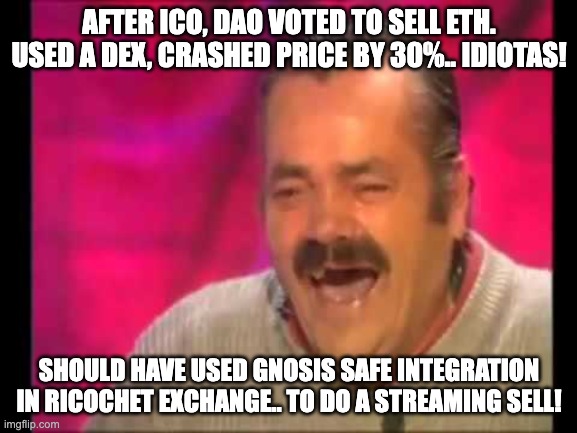 AFTER ICO, DAO VOTED TO SELL ETH.
USED A DEX, CRASHED PRICE BY 30%.. IDIOTAS!
SHOULD HAVE USED GNOSIS SAFE INTEGRATION
IN RICOCHET EXCHANGE.. TO DO A STREAMING SELL!
imgflip.com